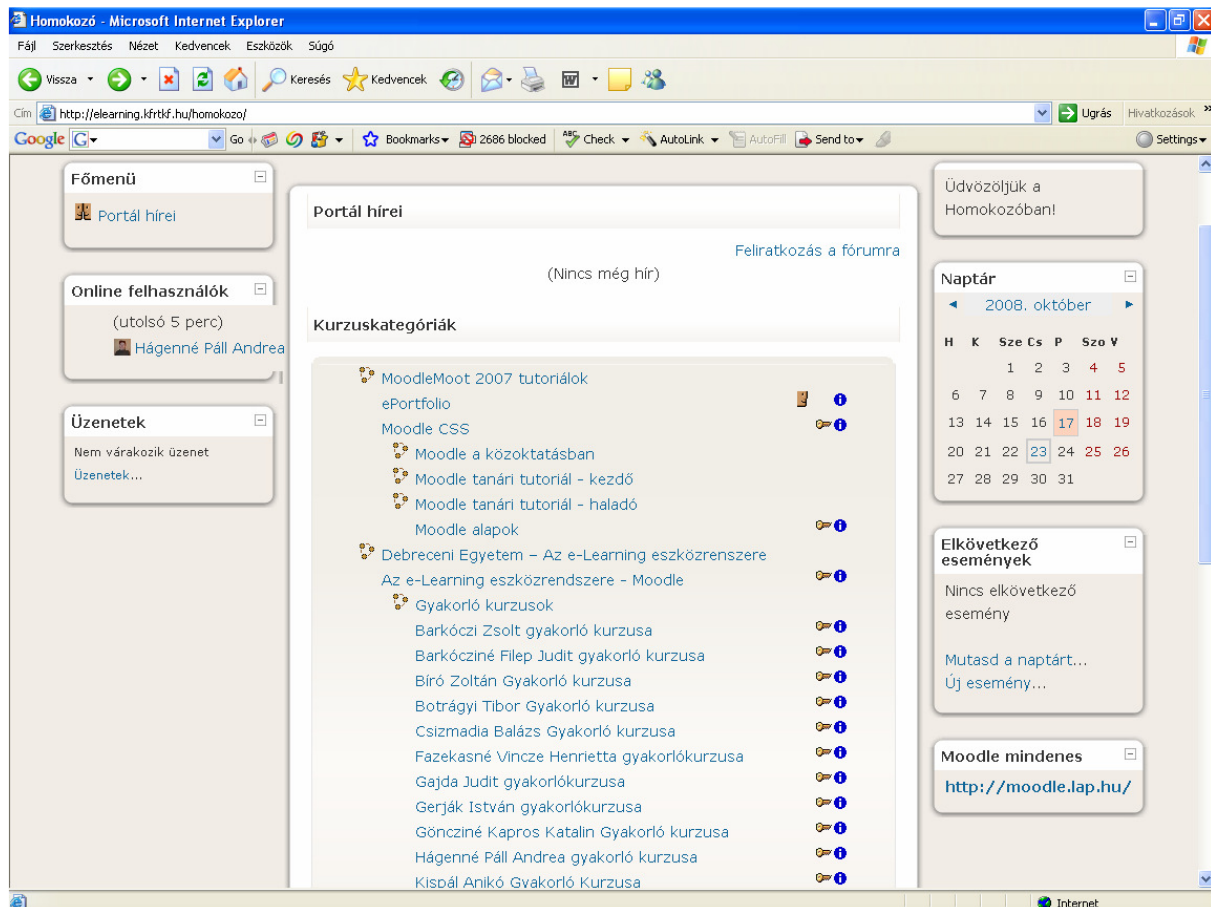 Homokozó - Microsoft Internet Explorer
Fájl Szerkesztés Nézet Kedvencek Eszközök Súgó
Vissza Keresés Kedvencek
Cím http://elearning.kfrtkf.hu/homokozo/ Ugrás Hivatkozások »
Google G Go Bookmarks 2686 blocked Check AutoLink AutoFill Send to Settings
Főmenü
Portál hírei
Online felhasználók
(utolsó 5 perc)
Hágenné Páll Andrea
Üzenetek
Nem várakozik üzenet
Üzenetek...
Portál hírei
Feliratkozás a fórumra
(Nincs még hír)
Kurzuskategóriák
MoodleMoot 2007 tutoriálok
ePortfolio
Moodle CSS
Moodle a közoktatásban
Moodle tanári tutoriál - kezdő
Moodle tanári tutoriál - haladó
Moodle alapok
Debreceni Egyetem – Az e-Learning eszközrenszere
Az e-Learning eszközrendszere - Moodle
Gyakorló kurzusok
Barkóczi Zsolt gyakorló kurzusa
Barkócziné Filep Judit gyakorló kurzusa
Bíró Zoltán Gyakorló kurzusa
Botrágyi Tibor Gyakorló kurzusa
Csizmadia Balázs Gyakorló kurzusa
Fazekasné Vincze Henrietta gyakorlókurzusa
Gajda Judit gyakorlókurzusa
Gerják István gyakorlókurzusa
Göncziné Kapros Katalin Gyakorló kurzusa
Hágenné Páll Andrea gyakorló kurzusa
Kispál Anikó Gyakorló Kurzusa
Üdvözöljük a
Homokozóban!
Naptár
2008. október
H K Sze Cs P Szo V
1 2 3 4 5
6 7 8 9 10 11 12
13 14 15 16 17 18 19
20 21 22 23 24 25 26
27 28 29 30 31
Elkövetkező
események
Nincs elkövetkező
esemény
Mutasd a naptárt...
Új esemény...
Moodle mindenes
http://moodle.lap.hu/
Internet